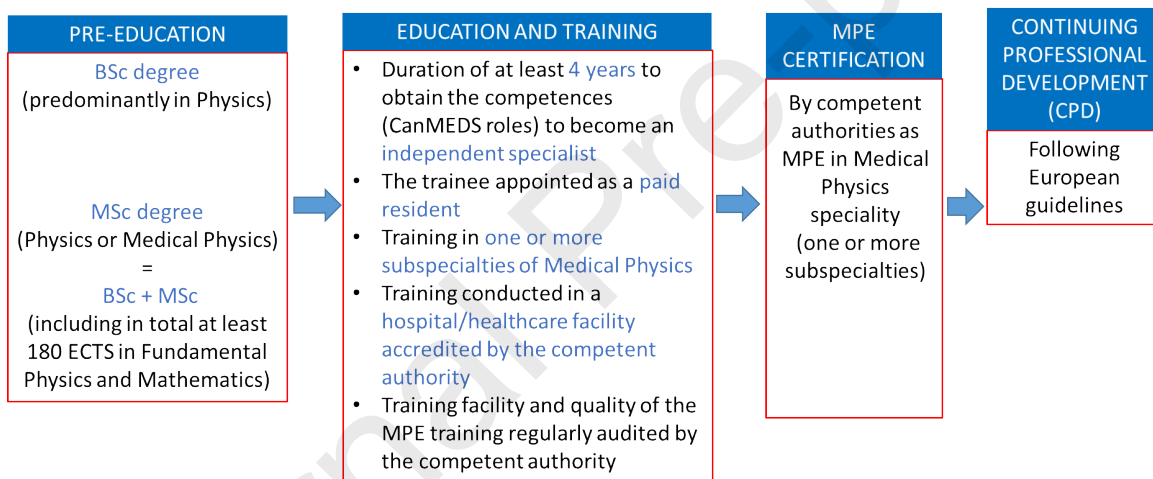 PRE-EDUCATION
BSc degree
(predominantly in Physics)
MSc degree
(Physics or Medical Physics)
=
BSc + MSc
(including in total at least
180 ECTS in Fundamental
Physics and Mathematics)
EDUCATION AND TRAINING
• Duration of at least 4 years to
obtain the competences
(CanMEDS roles) to become an
independent specialist
• The trainee appointed as a paid
resident
• Training in one or more
subspecialties of Medical Physics
• Training conducted in a
hospital/healthcare facility
accredited by the competent
authority
• Training facility and quality of the
MPE training regularly audited by
the competent authority
MPE
CERTIFICATION
By competent
authorities as
MPE in Medical
Physics
speciality
(one or more
subspecialties)
CONTINUING
PROFESSIONAL
DEVELOPMENT
(CPD)
Following
European
guidelines